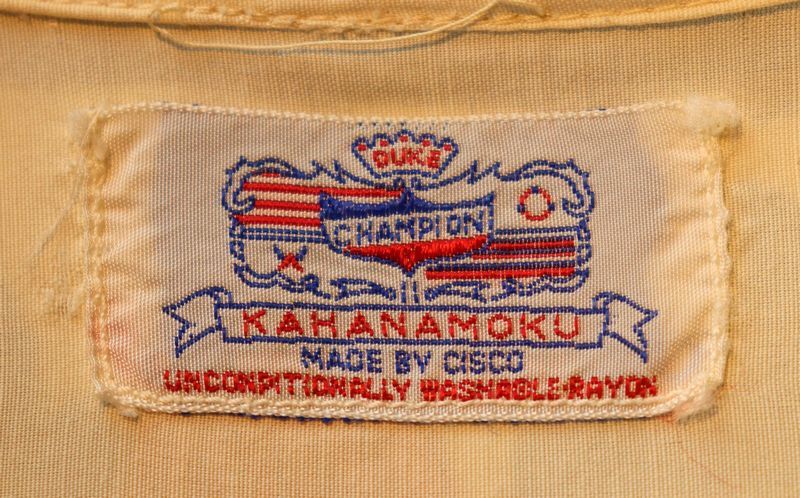 DUKE
CHAMPION
KAHANAMOKU
MADE BY CISCO
UNCONDITIONALLY WASHABLE-RAYON